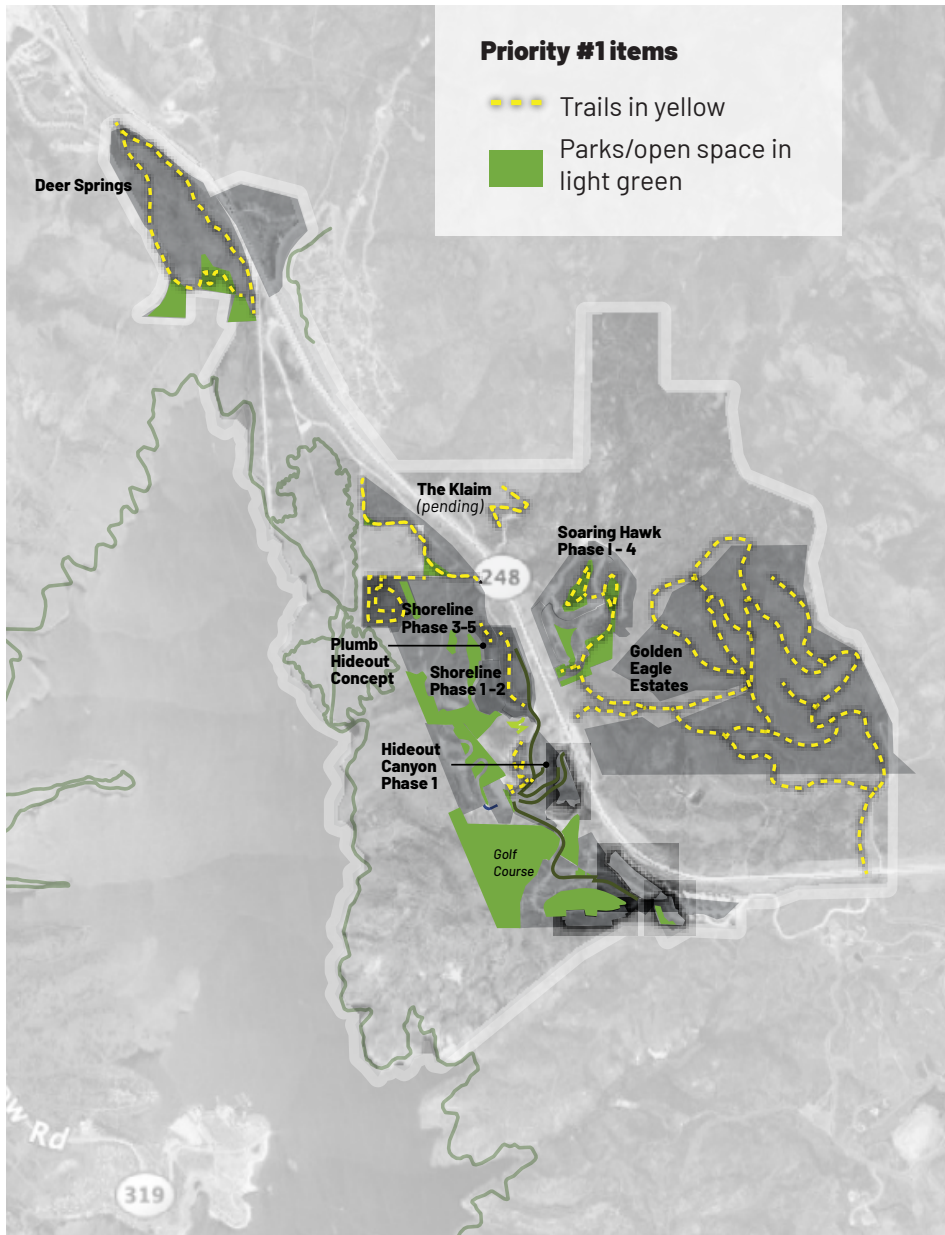 Priority #1 items
Trails in yellow
Parks/open space in
light green
Deer Springs
The Klaim
(pending)
Soaring Hawk
Phase I - 4
248
Shoreline
Phase 3-5
Plumb
Hideout
Concept
Golden
Eagle
Estates
Shoreline
Phase 1 -2
Hideout
Canyon
Phase 1
Golf
Course
ow Rd
319